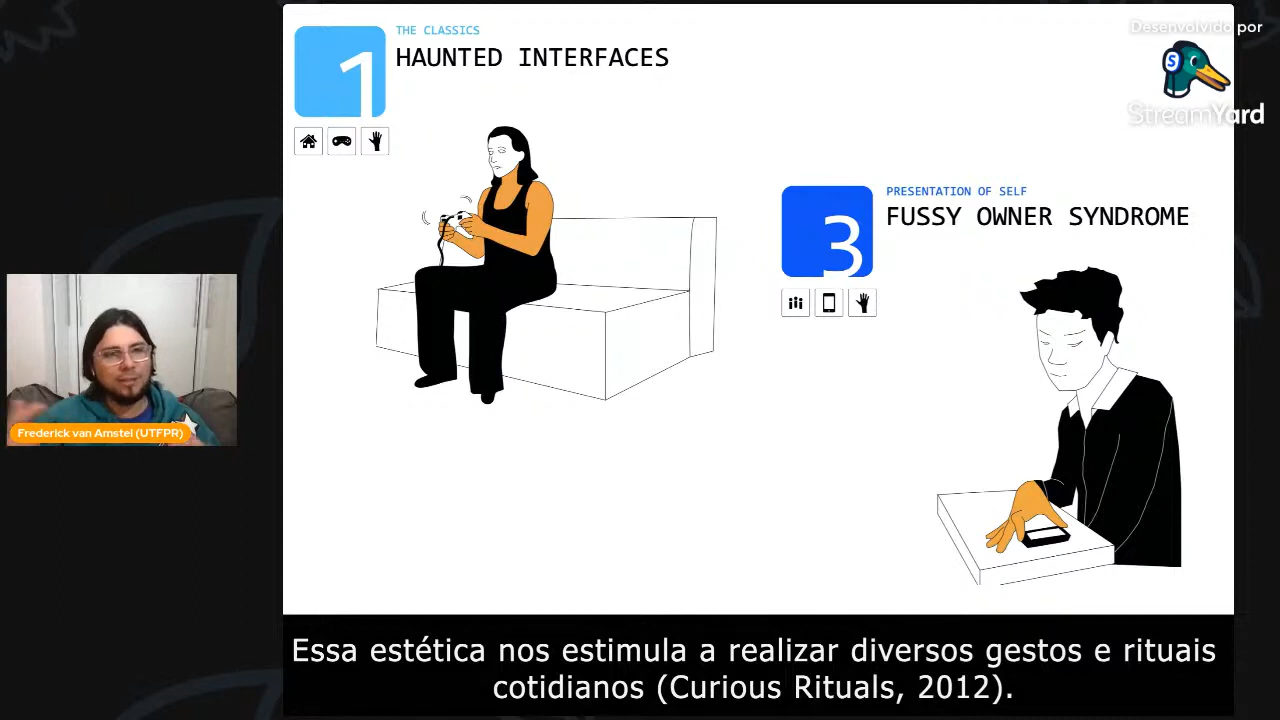 THE CLASSICS
1
HAUNTED INTERFACES
Desenvolvido por
S
StreamYard
PRESENTATION OF SELF
3
FUSSY OWNER SYNDROME
Frederick van Amstel (UTFPR)
Essa estética nos estimula a realizar diversos gestos e rituais
cotidianos (Curious Rituals, 2012).